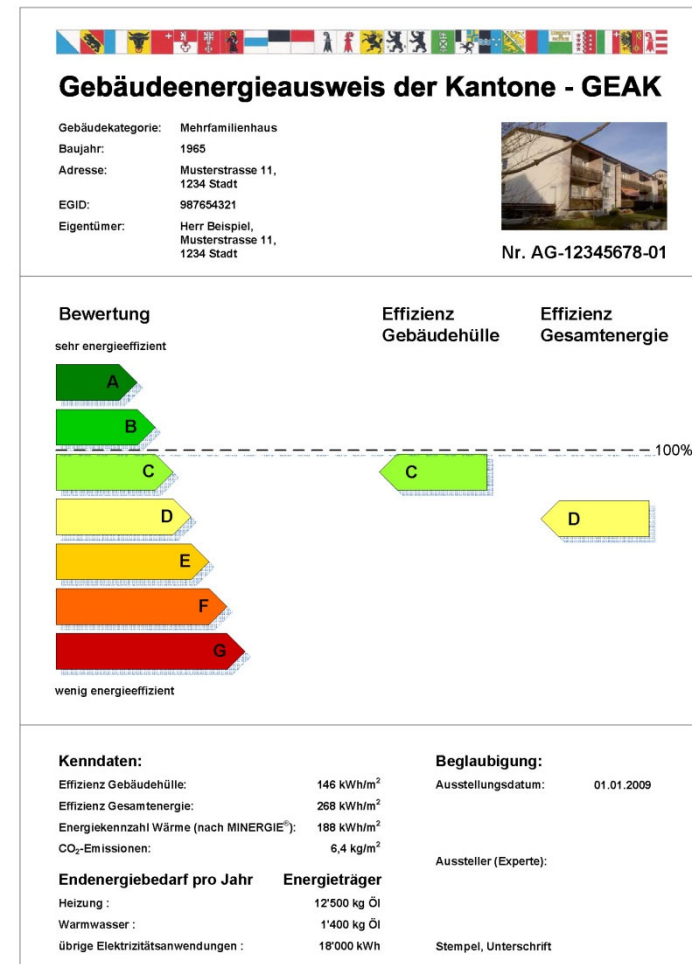 Gebäudeenergieausweis der Kantone - GEAK
Gebäudekategorie: Mehrfamilienhaus
Baujahr: 1965
Adresse: Musterstrasse 11,
1234 Stadt
EGID: 987654321
Eigentümer: Herr Beispiel,
Musterstrasse 11,
1234 Stadt
Nr. AG-12345678-01
Bewertung
Effizienz
Gebäudehülle
Effizienz
Gesamtenergie
sehr energieeffizient
A
B
100%
C
C
D
D
E
F
G
wenig energieeffizient
Kenndaten:
Effizienz Gebäudehülle: 146 kWh/m²
Effizienz Gesamtenergie: 268 kWh/m²
Energiekennzahl Wärme (nach MINERGIE®): 188 kWh/m²
CO₂-Emissionen: 6,4 kg/m²
Endenergiebedarf pro Jahr Energieträger
Heizung : 12'500 kg Öl
Warmwasser : 1'400 kg Öl
übrige Elektrizitätsanwendungen : 18'000 kWh
Beglaubigung:
Ausstellungsdatum: 01.01.2009
Aussteller (Experte):
Stempel, Unterschrift